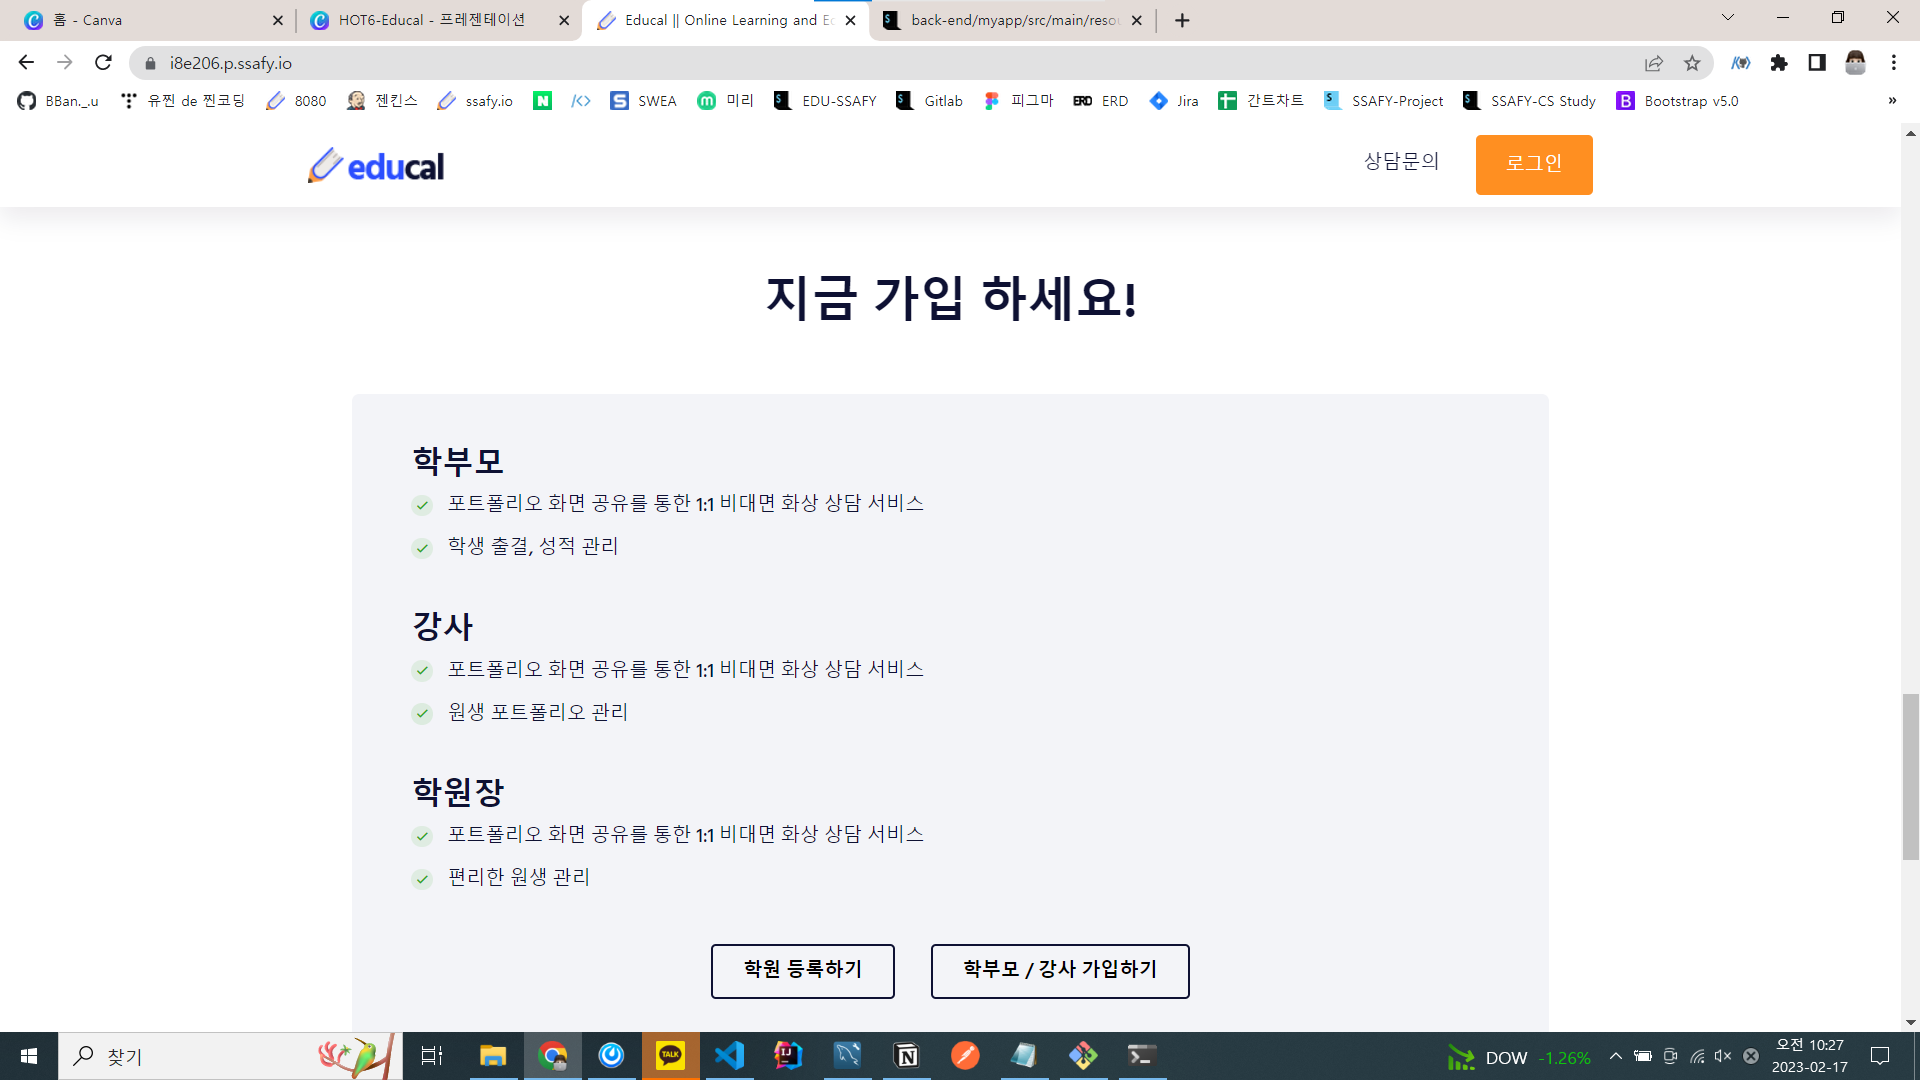 홈 - Canva
HOT6-Educal - 프레젠테이션
Educal || Online Learning and Ec
back-end/myapp/src/main/resou
i8e206.p.ssafy.io
BBan._.u
유찐 de 찐코딩
8080
젠킨스
ssafy.io
SWEA
미리
EDU-SSAFY
Gitlab
피그마
ERD ERD
Jira
간트차트
SSAFY-Project
SSAFY-CS Study
Bootstrap v5.0
educal
상담문의
로그인
지금 가입 하세요!
학부모
포트폴리오 화면 공유를 통한 1:1 비대면 화상 상담 서비스
학생 출결, 성적 관리
강사
포트폴리오 화면 공유를 통한 1:1 비대면 화상 상담 서비스
원생 포트폴리오 관리
학원장
포트폴리오 화면 공유를 통한 1:1 비대면 화상 상담 서비스
편리한 원생 관리
학원 등록하기
학부모 / 강사 가입하기
찾기
TALK
DOW -1.26%
오전 10:27
2023-02-17